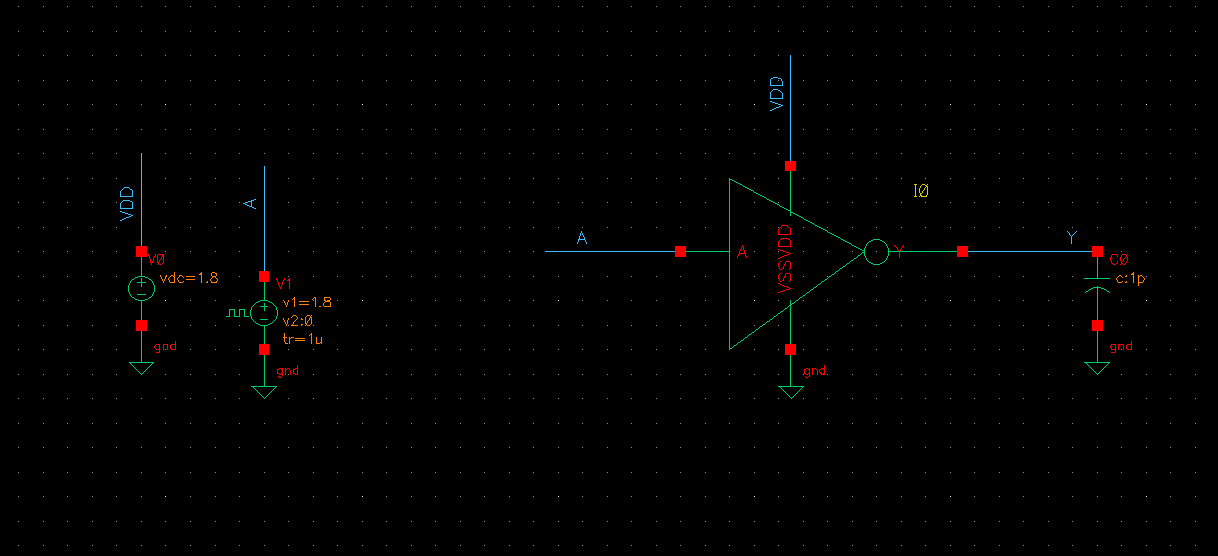 VDD
V0
vdc=1.8
gnd
A
V1
v1=1.8
v2:0
tr=1u
gnd
VDD
I0
A
A
VSSVDD
Y
gnd
Y
C0
c:1p
gnd